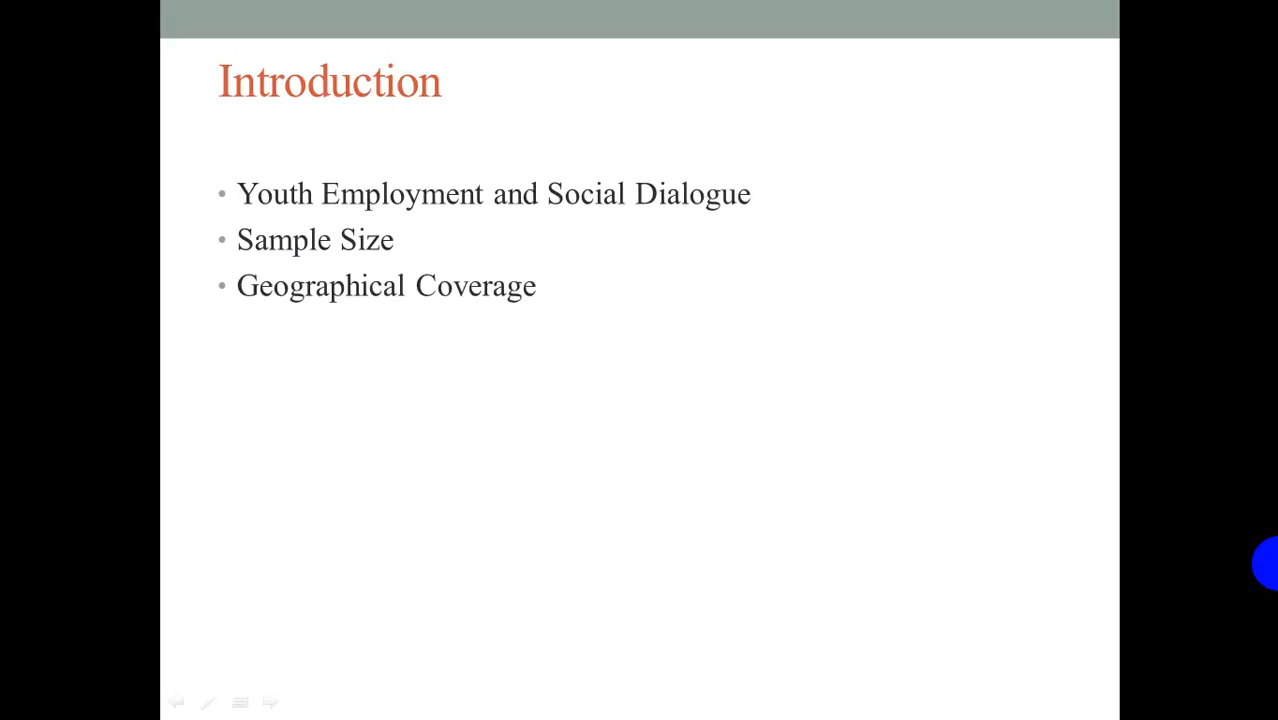 Introduction
• Youth Employment and Social Dialogue
• Sample Size
• Geographical Coverage